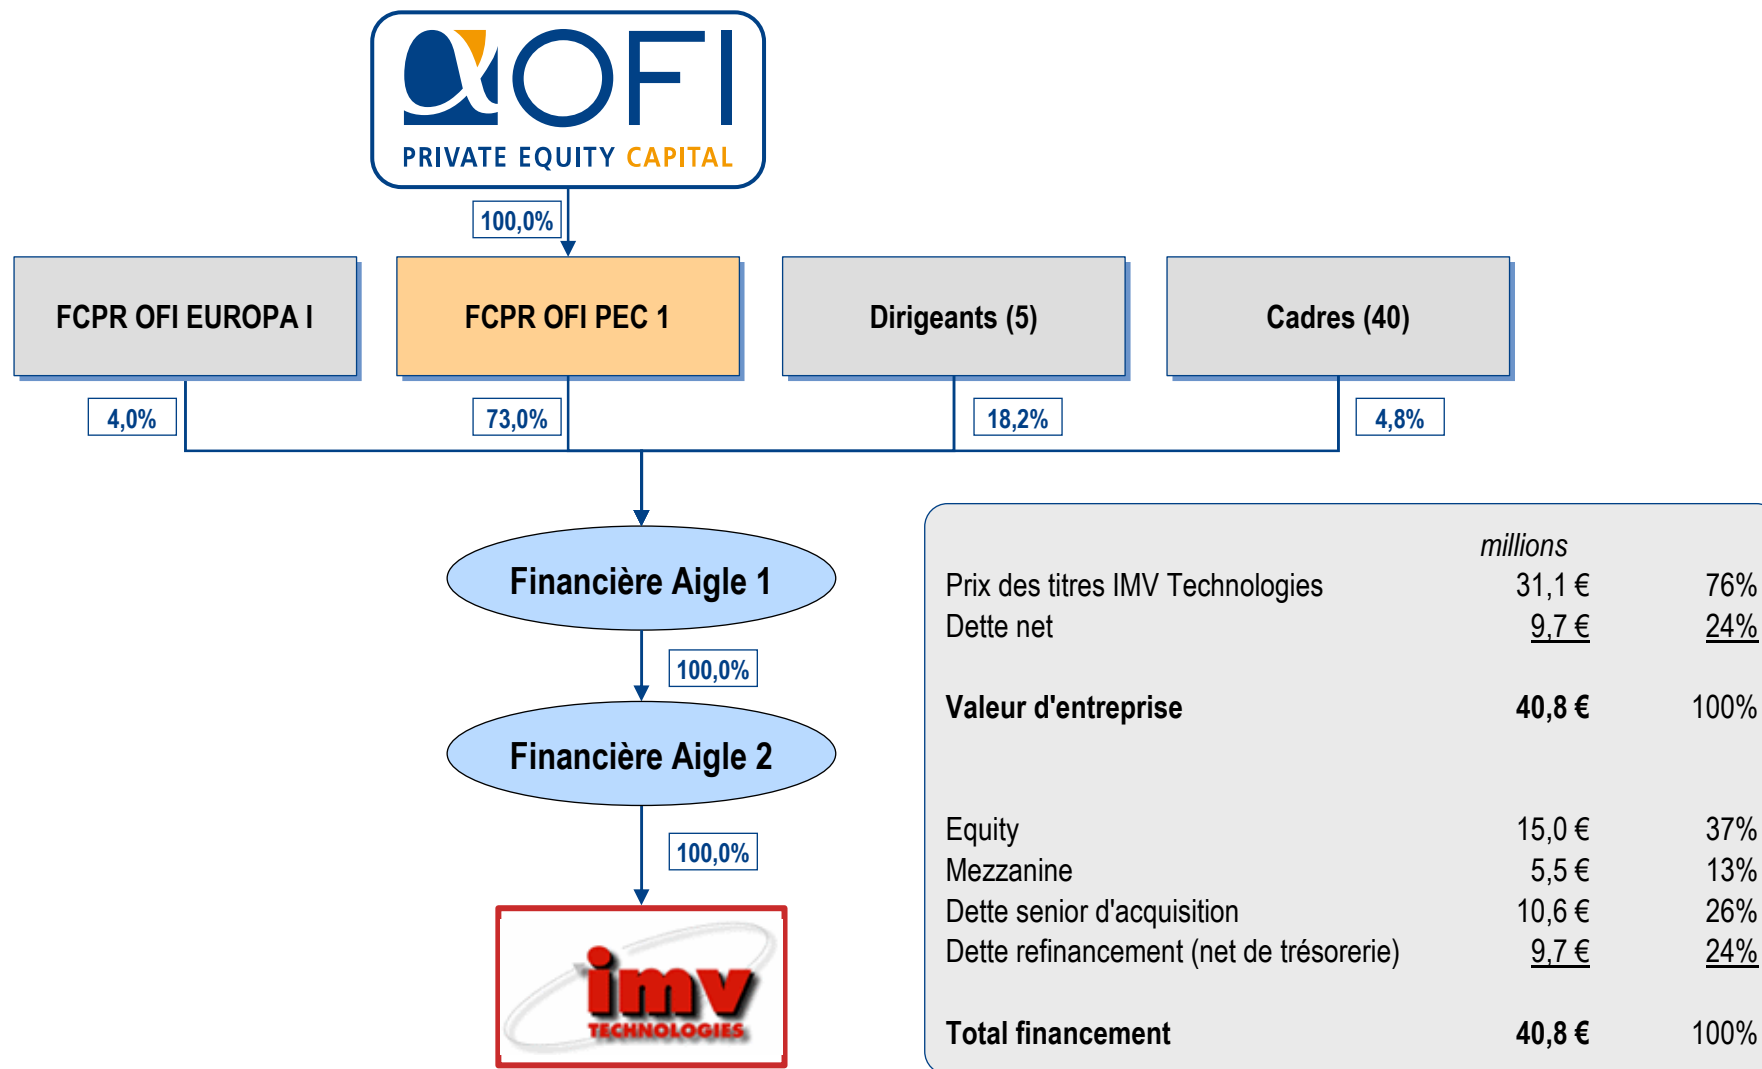 OFI
PRIVATE EQUITY CAPITAL
100,0%
FCPR OFI EUROPA I
FCPR OFI PEC 1
Dirigeants (5)
Cadres (40)
4,0%
73,0%
18,2%
4,8%
Financière Aigle 1
100,0%
Financière Aigle 2
100,0%
imv
TECHNOLOGIES
millions
Prix des titres IMV Technologies 31,1 € 76%
Dette net 9,7 € 24%
Valeur d'entreprise 40,8 € 100%
Equity 15,0 € 37%
Mezzanine 5,5 € 13%
Dette senior d'acquisition 10,6 € 26%
Dette refinancement (net de trésorerie) 9,7 € 24%
Total financement 40,8 € 100%